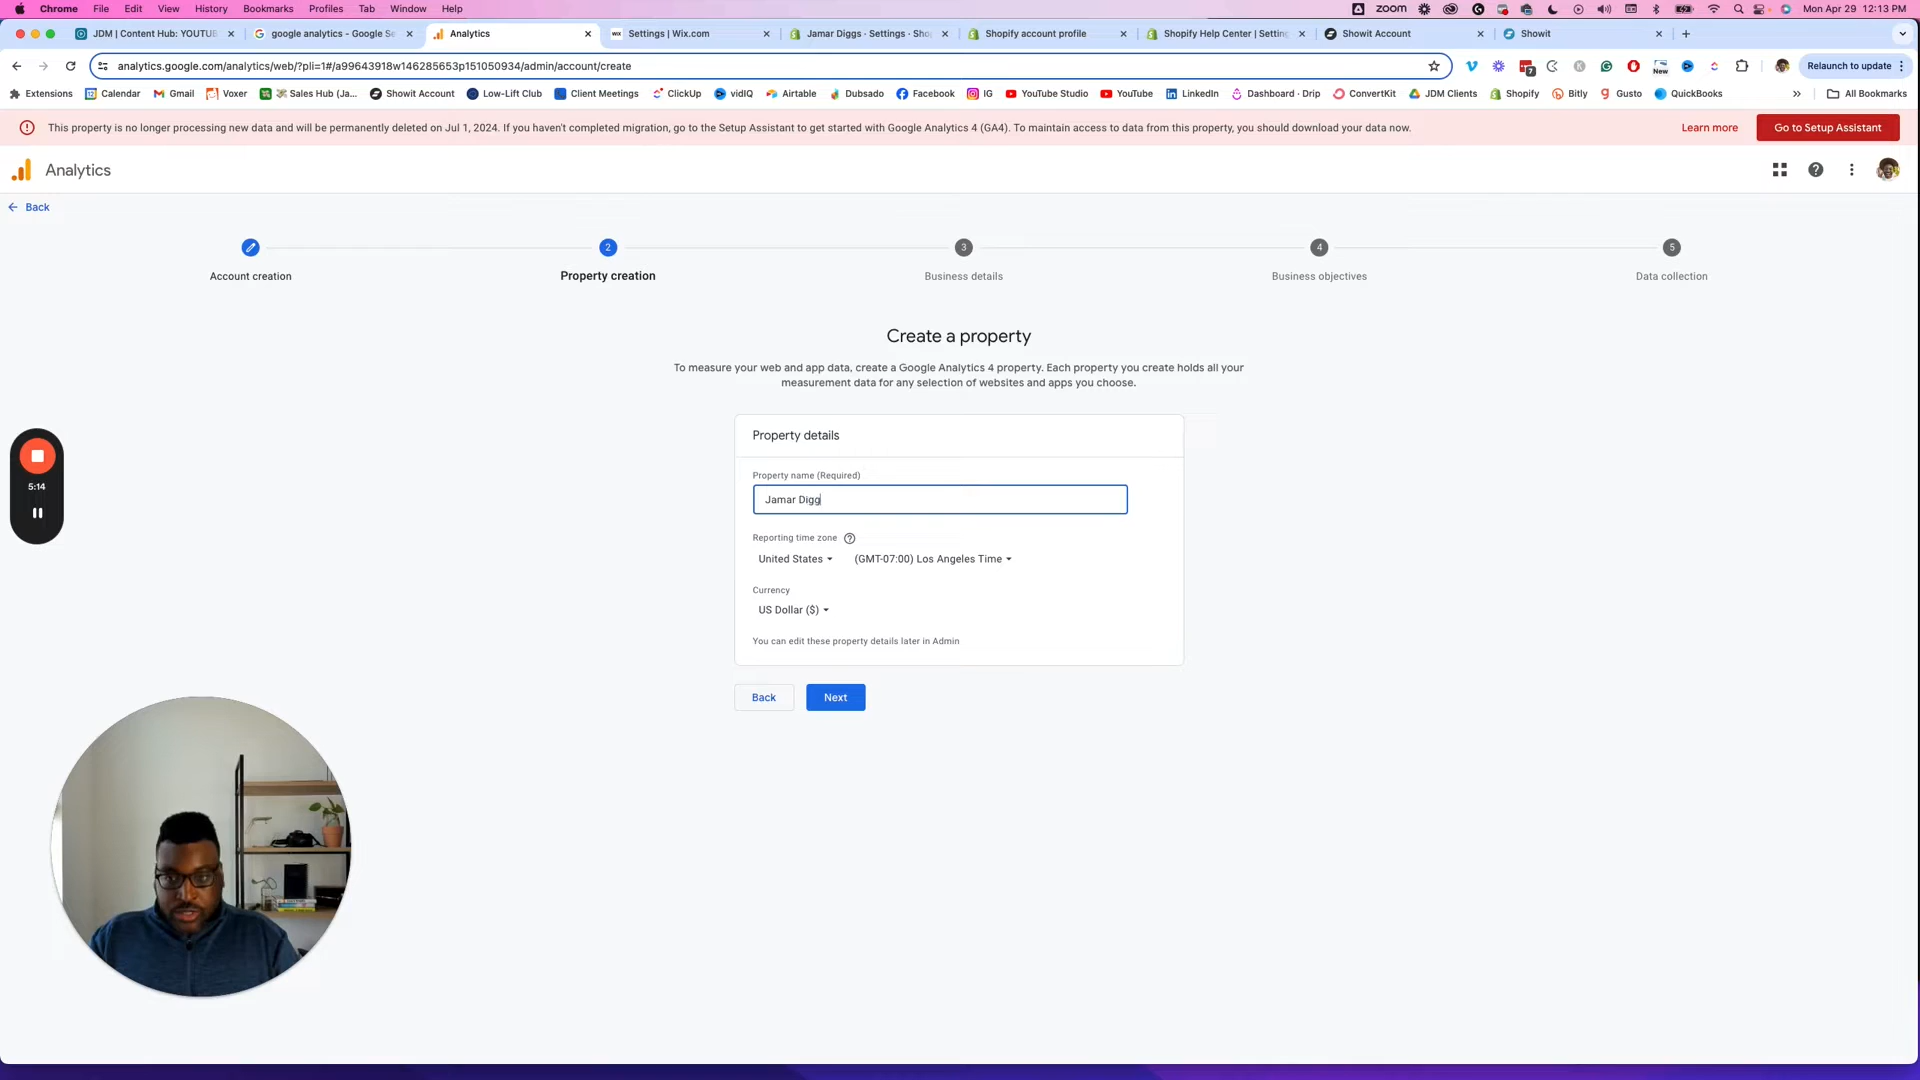 Chrome File Edit View History Bookmarks Profiles Tab Window Help
zoom Mon Apr 29 12:13 PM
JDM | Content Hub: YOUTUB google analytics - Google Se Analytics Settings | Wix.com Jamar Diggs · Settings · Sho Shopify account profile Shopify Help Center | Setting Showit Account Showit
analytics.google.com/analytics/web/?pli=1#/a99643918w146285653p151050934/admin/account/create
7 New Relaunch to update
Extensions Calendar Gmail Voxer Sales Hub (Ja... Showit Account Low-Lift Club Client Meetings ClickUp vidIQ Airtable Dubsado Facebook IG YouTube Studio YouTube LinkedIn Dashboard · Drip ConvertKit JDM Clients Shopify Bitly Gusto QuickBooks All Bookmarks
This property is no longer processing new data and will be permanently deleted on Jul 1, 2024. If you haven't completed migration, go to the Setup Assistant to get started with Google Analytics 4 (GA4). To maintain access to data from this property, you should download your data now.
Learn more Go to Setup Assistant
Analytics
Back
2 3 4 5
Account creation Property creation Business details Business objectives Data collection
Create a property
To measure your web and app data, create a Google Analytics 4 property. Each property you create holds all your
measurement data for any selection of websites and apps you choose.
Property details
Property name (Required)
Jamar Digg
Reporting time zone
United States (GMT-07:00) Los Angeles Time
Currency
US Dollar ($)
You can edit these property details later in Admin
Back Next
5:14